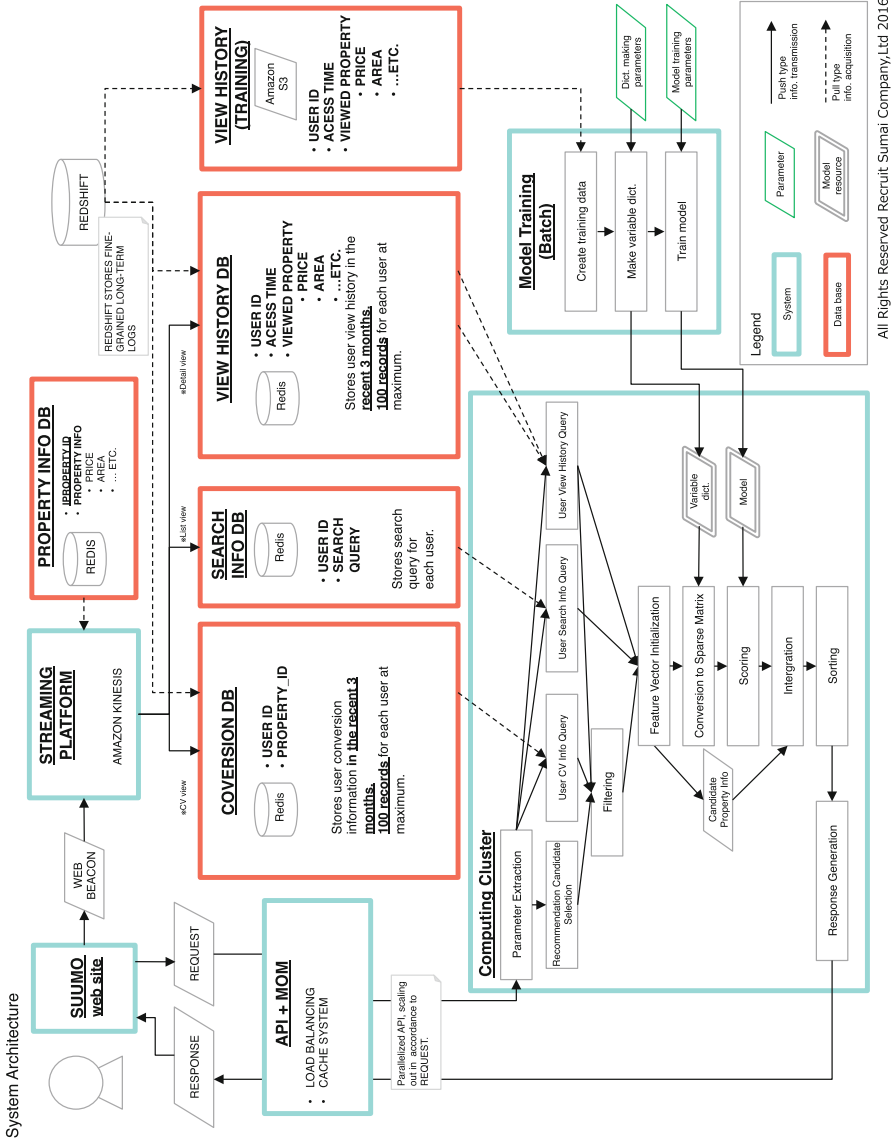 System Architecture
SUUMO
web site
WEB
BEACON
STREAMING
PLATFORM
AMAZON KINESIS
PROPERTY INFO DB
REDIS
• IPROPERTY ID
• PROPERTY INFO
• PRICE
• AREA
• ... ETC.
REDSHIFT
REDSHIFT STORES FINE-
GRAINED LONG-TERM
LOGS
RESPONSE
REQUEST
※CV view
※List view
※Detail view
COVERSION DB
Redis
• USER ID
• PROPERTY_ID
Stores user conversion
information in the recent 3
months.
100 records for each user at
maximum.
SEARCH
INFO DB
Redis
• USER ID
• SEARCH
QUERY
Stores search
query for
each user.
VIEW HISTORY DB
Redis
• USER ID
• ACESS TIME
• VIEWED PROPERTY
• PRICE
• AREA
• ...ETC.
Stores user view history in the
recent 3 months.
100 records for each user at
maximum.
VIEW HISTORY
(TRAINING)
Amazon
S3
• USER ID
• ACESS TIME
• VIEWED PROPERTY
• PRICE
• AREA
• ...ETC.
API + MOM
• LOAD BALANCING
• CACHE SYSTEM
Parallelized API, scaling
out in accordance to
REQUEST.
Computing Cluster
Parameter Extraction
Recommendation Candidate
Selection
User CV Info Query
User Search Info Query
User View History Query
Filtering
Feature Vector Initialization
Conversion to Sparse Matrix
Variable
dict.
Candidate
Property Info
Scoring
Model
Intergration
Sorting
Response Generation
Model Training
(Batch)
Create training data
Make variable dict.
Train model
Dict. making
parameters
Model training
parameters
Legend
System
Data base
Parameter
Model
resource
Push type
info. transmission
Pull type
info. acquisition
All Rights Reserved Recruit Sumai Company,Ltd 2016